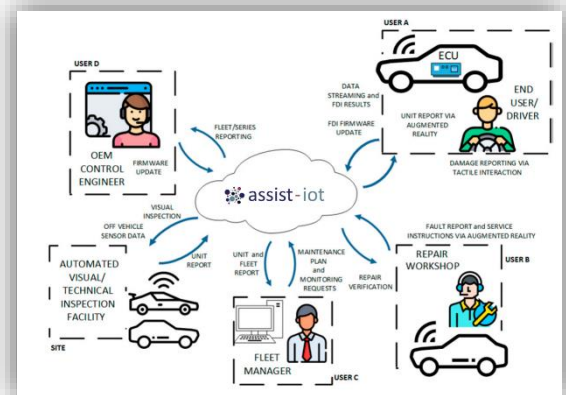 USER A
ECU
END
USER/
DRIVER
DATA
STREAMING and
FDI RESULTS
FDI FIRMWARE
UPDATE
UNIT REPORT VIA
AUGMENTED
REALITY
DAMAGE REPORTING VIA
TACTILE INTERACTION
USER D
OEM
CONTROL
ENGINEER
FIRMWARE
UPDATE
FLEET/SERIES
REPORTING
assist-iot
VISUAL
INSPECTION
OFF VEHICLE
SENSOR DATA
UNIT
REPORT
AUTOMATED
VISUAL/
TECHNICAL
INSPECTION
FACILITY
SITE
UNIT and
FLEET
REPORT
MAINTENANCE
PLAN
and
MONITORING
REQUESTS
FLEET
MANAGER
USER C
REPAIR
VERIFICATION
FAULT REPORT and SERVICE
INSTRUCTIONS VIA AUGMENTED REALITY
REPAIR
WORKSHOP
USER B